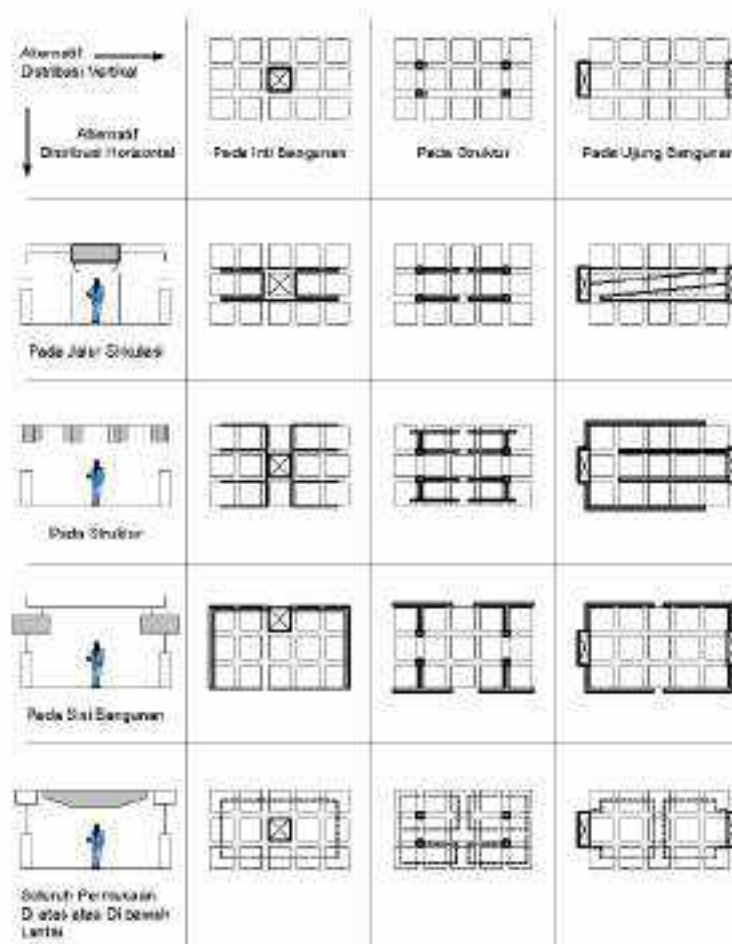 Alternatif
Distribusi Vertikal
Alternatif
Distribusi Horizontal
Pada Inti Bangunan
Pada Struktur
Pada Ujung Bangunan
Pada Jalur Sirkulasi
Pada Struktur
Pada Sisi Bangunan
Seluruh Permukaan
Di atas atas Di bawah
Lantai